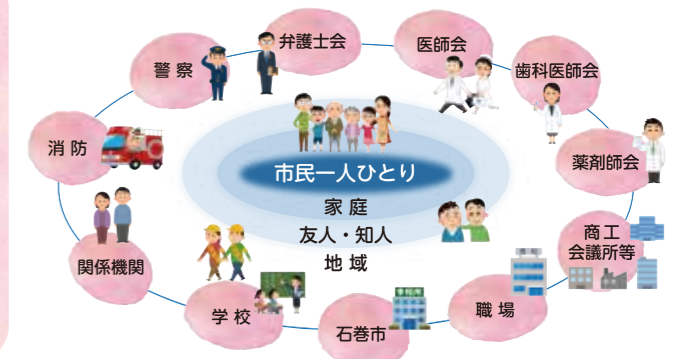 弁護士会
医師会
歯科医師会
薬剤師会
商工
会議所等
職場
石巻市
学校
関係機関
消防
警察
市民一人ひとり
家庭
友人・知人
地域